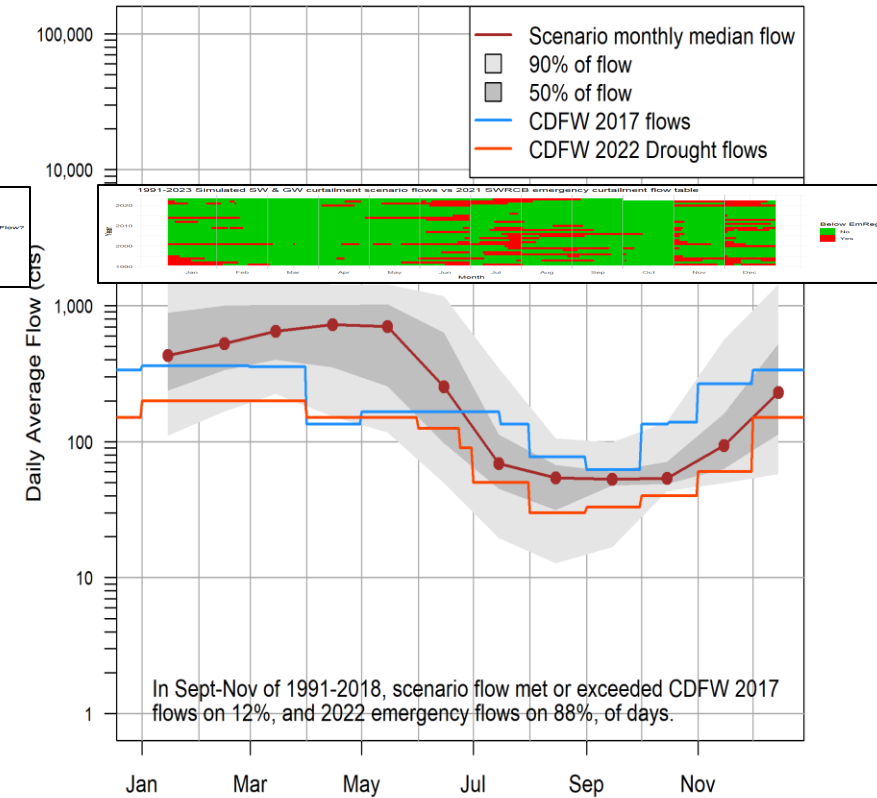 100,000
10,000
1,000
100
10
1
Daily Average Flow (cfs)
Scenario monthly median flow
90% of flow
50% of flow
CDFW 2017 flows
CDFW 2022 Drought flows
Flow?
1991-2023 Simulated SW & GW curtailment scenario flows vs 2021 SWRCB emergency curtailment flow table
Year
2020
2010
2000
1990
Jan Feb Mar Apr May Jun Jul Aug Sep Oct Nov Dec
Month
Below EmReg
No
Yes
In Sept-Nov of 1991-2018, scenario flow met or exceeded CDFW 2017
flows on 12%, and 2022 emergency flows on 88%, of days.
Jan Mar May Jul Sep Nov